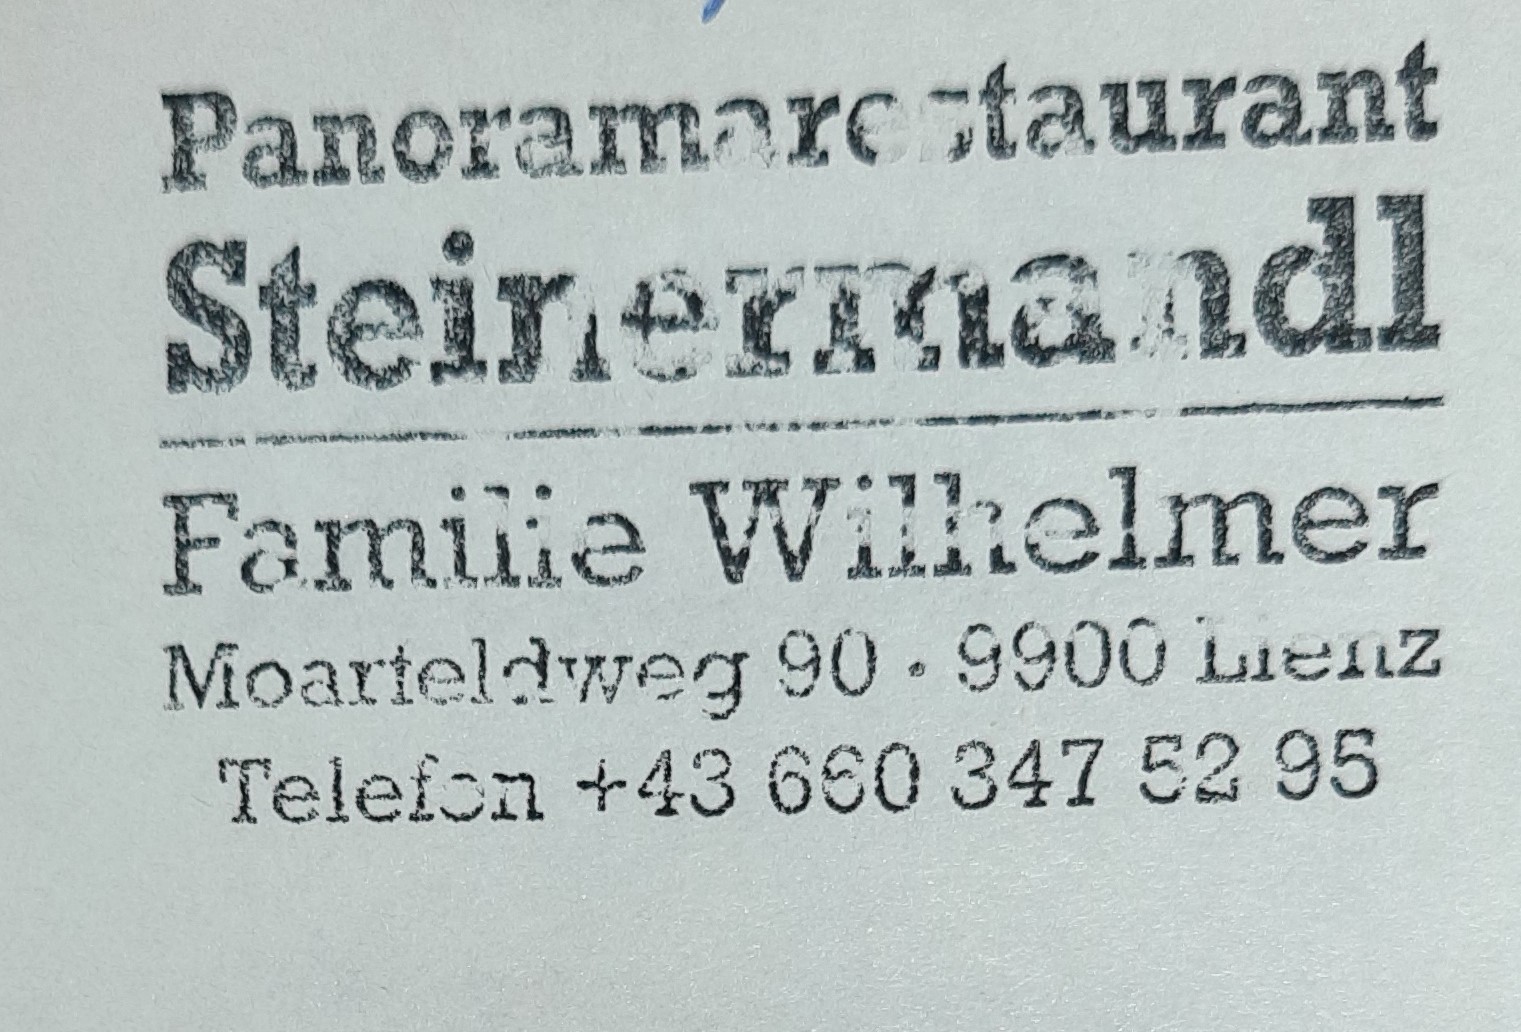 Panoramarestaurant
Steinermandl
Familie Wilhelmer
Moarfeldweg 90 · 9900 Lienz
Telefon +43 660 347 52 95